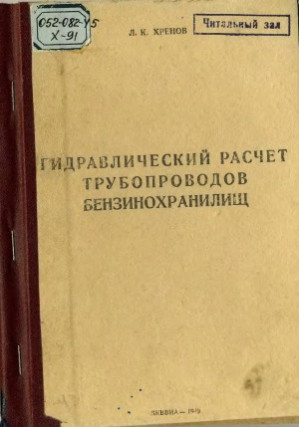 052-082-45
Х-91
Читальный зал
Л. К. ХРЕНОВ
ГИДРАВЛИЧЕСКИЙ РАСЧЕТ
ТРУБОПРОВОДОВ
БЕНЗИНОХРАНИЛИЩ